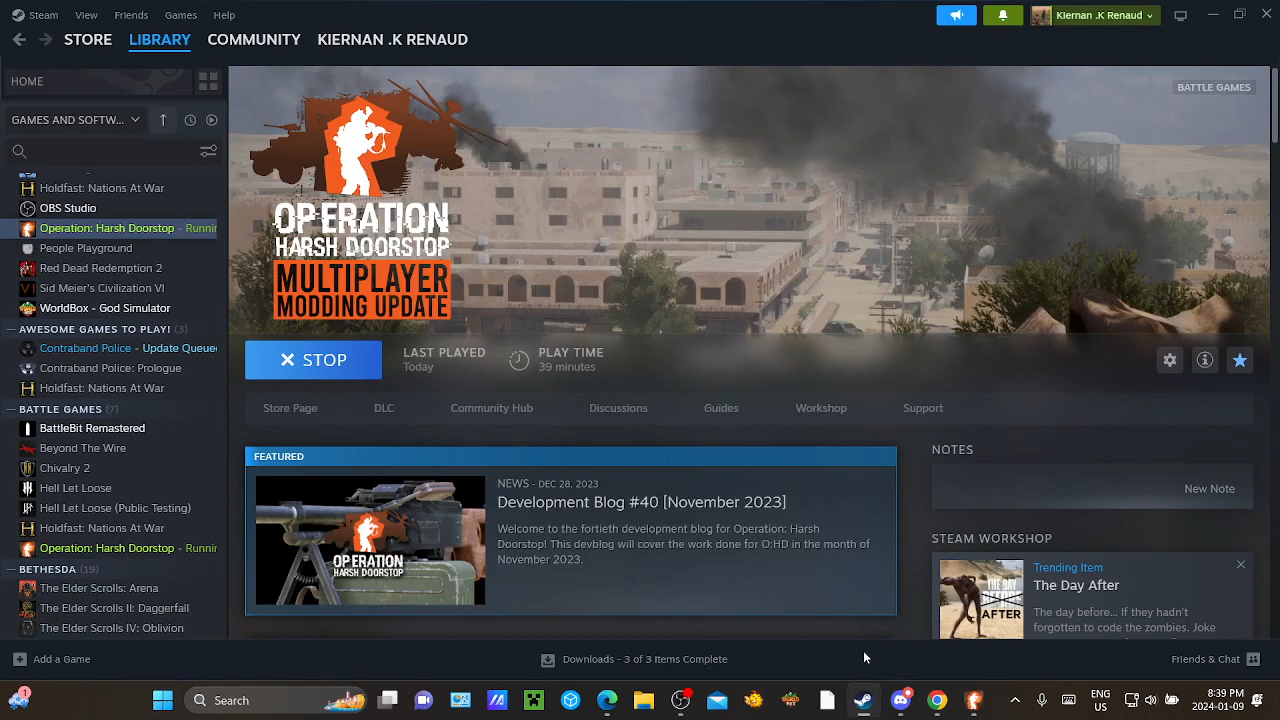 Steam View Friends Games Help
Kiernan .K Renaud
STORE LIBRARY COMMUNITY KIERNAN .K RENAUD
HOME
GAMES AND SOFTW...
Holdfast: Nations At War
OBS Studio
Operation: Harsh Doorstop - Runnin
People Playground
Red Dead Redemption 2
Sid Meier's Civilization VI
WorldBox - God Simulator
AWESOME GAMES TO PLAY! (3)
Contraband Police - Update Queued
Contraband Police: Prologue
Holdfast: Nations At War
BATTLE GAMES (7)
BattleBit Remastered
Beyond The Wire
Chivalry 2
Hell Let Loose
Hell Let Loose (Public Testing)
Holdfast: Nations At War
Operation: Harsh Doorstop - Runnin
BETHESDA (19)
The Elder Scrolls: Arena
The Elder Scrolls II: Daggerfall
The Elder Scrolls IV: Oblivion
BATTLE GAMES
OPERATION
HARSH DOORSTOP
MULTIPLAYER
MODDING UPDATE
STOP
LAST PLAYED
Today
PLAY TIME
39 minutes
Store Page DLC Community Hub Discussions Guides Workshop Support
FEATURED
OPERATION
HARSH DOORSTOP
NEWS - DEC 28, 2023
Development Blog #40 [November 2023]
Welcome to the fortieth development blog for Operation: Harsh
Doorstop! This devblog will cover the work done for O:HD in the month of
November 2023.
NOTES
New Note
STEAM WORKSHOP
THE DAY
BEFORE
AFTER
Trending Item
The Day After
The day before... If they hadn't
forgotten to code the zombies. Joke
Add a Game
Downloads - 3 of 3 Items Complete
Friends & Chat
1
Search
ENG
US
8:39 PM
2024-01-08